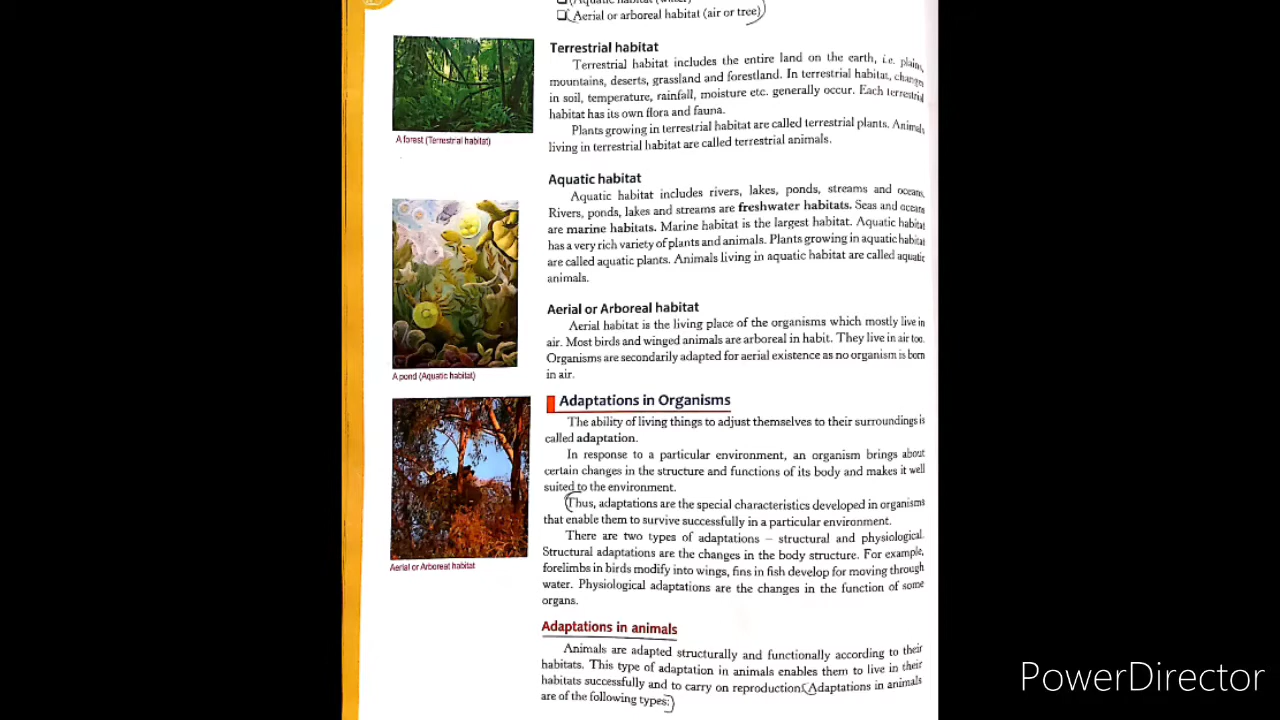 Aerial or arboreal habitat (air or tree)
Terrestrial habitat
Terrestrial habitat includes the entire land on the earth, i.e. plains,
mountains, deserts, grassland and forestland. In terrestrial habitat, changes
in soil, temperature, rainfall, moisture etc. generally occur. Each terrestrial
habitat has its own flora and fauna.
Plants growing in terrestrial habitat are called terrestrial plants. Animals
living in terrestrial habitat are called terrestrial animals.
A forest (Terrestrial habitat)
Aquatic habitat
Aquatic habitat includes rivers, lakes, ponds, streams and oceans.
Rivers, ponds, lakes and streams are freshwater habitats. Seas and oceans
are marine habitats. Marine habitat is the largest habitat. Aquatic habitat
has a very rich variety of plants and animals. Plants growing in aquatic habitat
are called aquatic plants. Animals living in aquatic habitat are called aquatic
animals.
A pond (Aquatic habitat)
Aerial or Arboreal habitat
Aerial habitat is the living place of the organisms which mostly live in
air. Most birds and winged animals are arboreal in habit. They live in air too.
Organisms are secondarily adapted for aerial existence as no organism is born
in air.
Adaptations in Organisms
The ability of living things to adjust themselves to their surroundings is
called adaptation.
In response to a particular environment, an organism brings about
certain changes in the structure and functions of its body and makes it well
suited to the environment.
Thus, adaptations are the special characteristics developed in organisms
that enable them to survive successfully in a particular environment.
There are two types of adaptations – structural and physiological.
Structural adaptations are the changes in the body structure. For example,
forelimbs in birds modify into wings, fins in fish develop for moving through
water. Physiological adaptations are the changes in the function of some
organs.
Aerial or Arboreat habitat
Adaptations in animals
Animals are adapted structurally and functionally according to their
habitats. This type of adaptation in animals enables them to live in their
habitats successfully and to carry on reproduction. Adaptations in animals
are of the following types:
PowerDirector